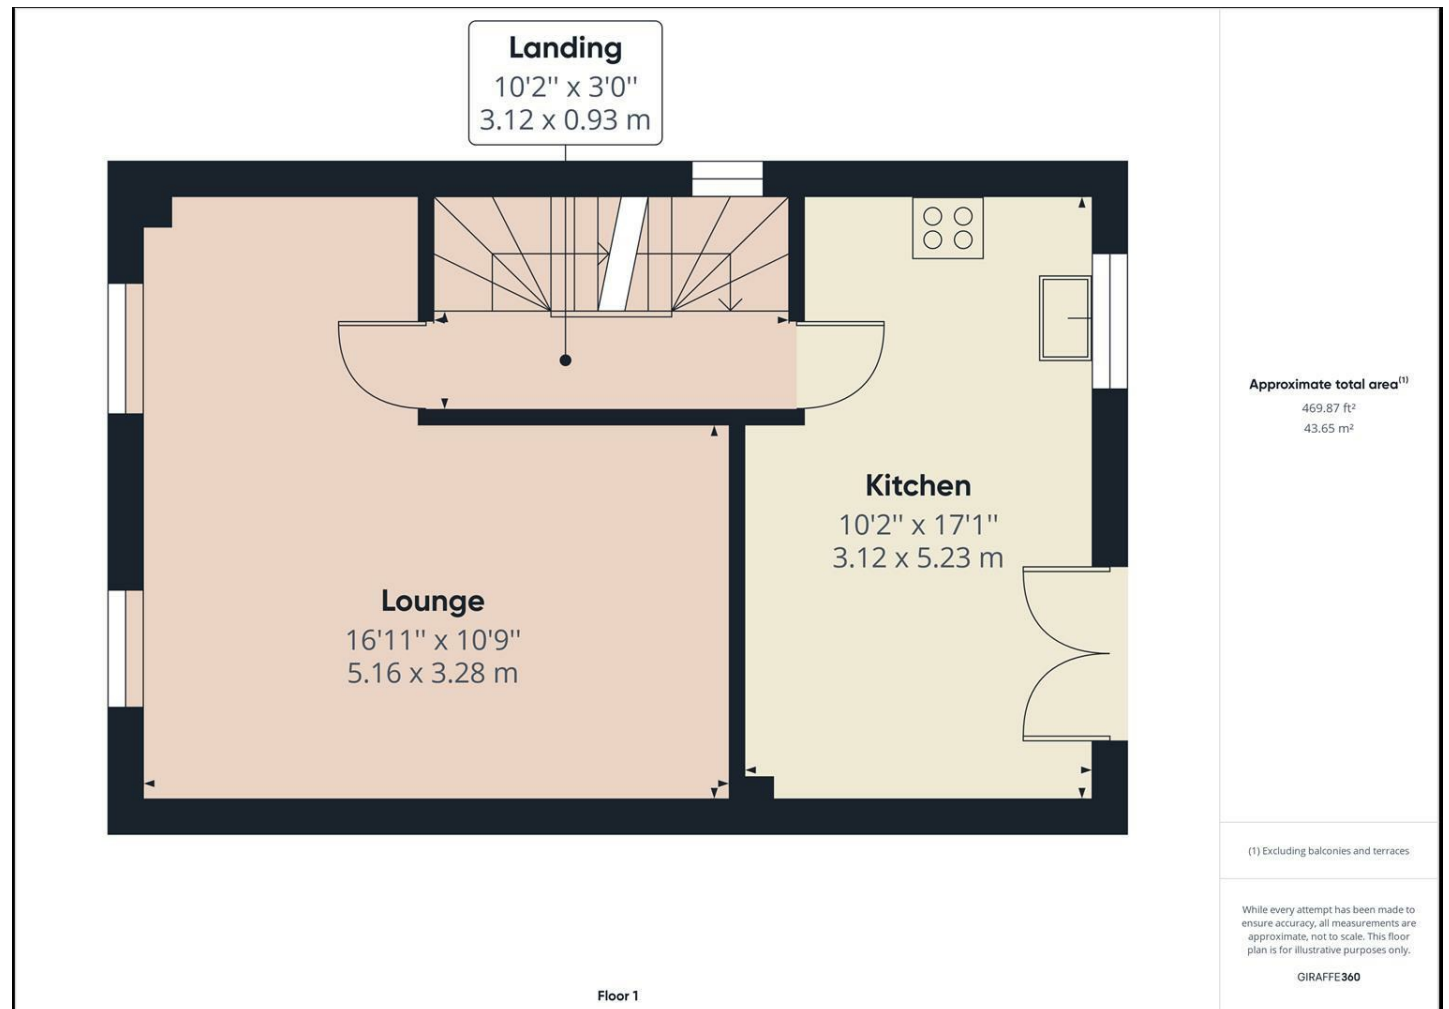 Landing
10'2'' x 3'0''
3.12 x 0.93 m
Kitchen
10'2'' x 17'1''
3.12 x 5.23 m
Lounge
16'11'' x 10'9''
5.16 x 3.28 m
Floor 1
Approximate total area(1)
469.87 ft²
43.65 m²
(1) Excluding balconies and terraces
While every attempt has been made to
ensure accuracy, all measurements are
approximate, not to scale. This floor
plan is for illustrative purposes only.
GIRAFFE360